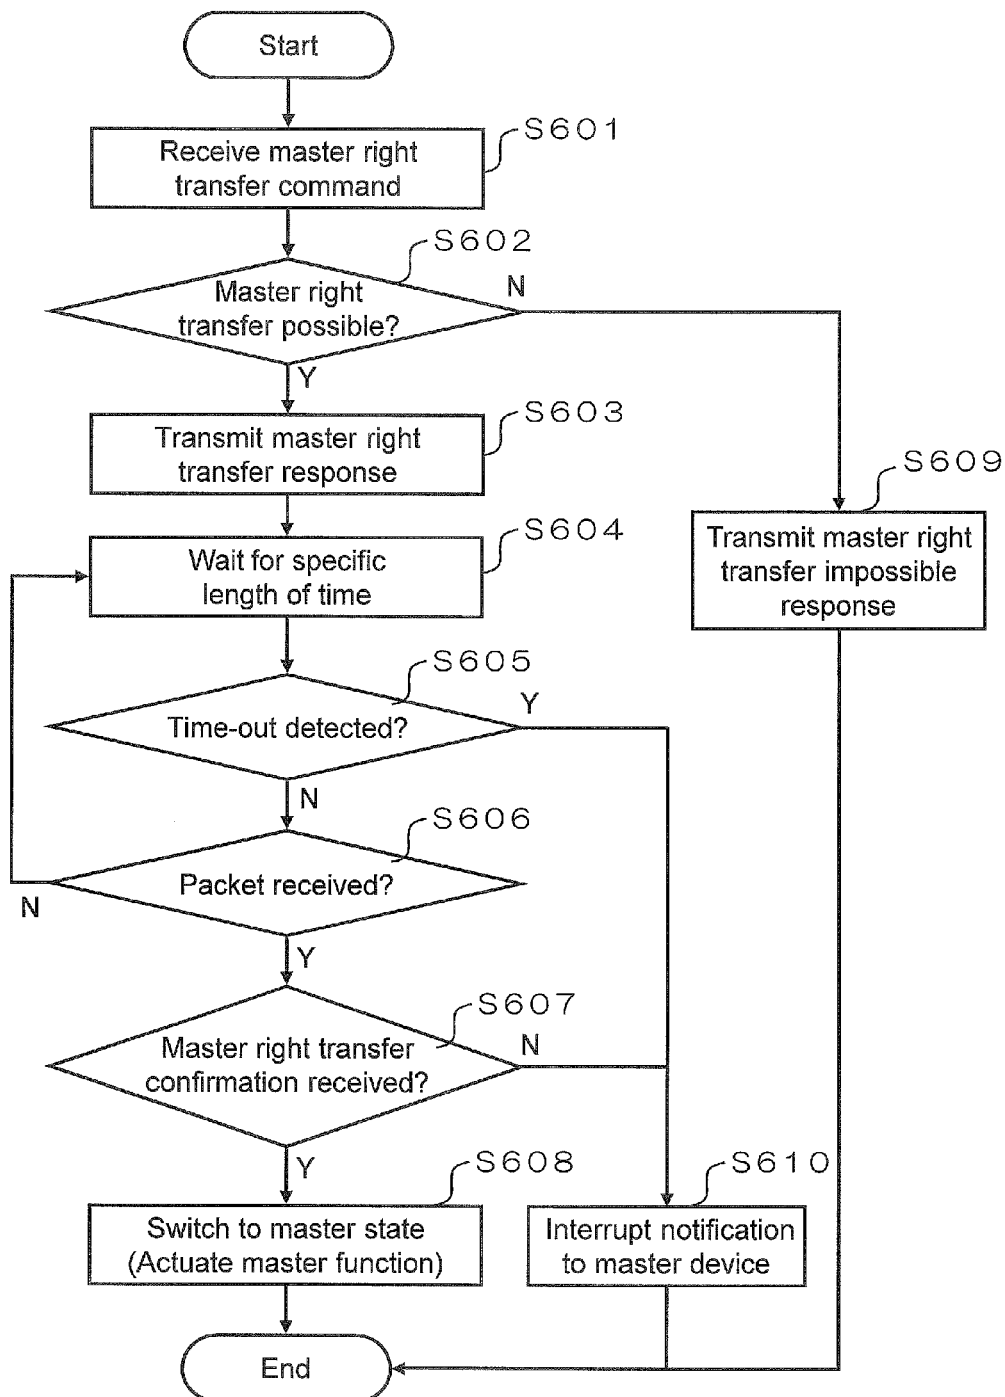 Start
S601
Receive master right
transfer command
S602
Master right
transfer possible?
N
Y
S603
Transmit master right
transfer response
S609
Transmit master right
transfer impossible
response
S604
Wait for specific
length of time
S605
Time-out detected?
Y
N
S606
Packet received?
N
Y
S607
Master right transfer
confirmation received?
N
Y
S608
Switch to master state
(Actuate master function)
S610
Interrupt notification
to master device
End